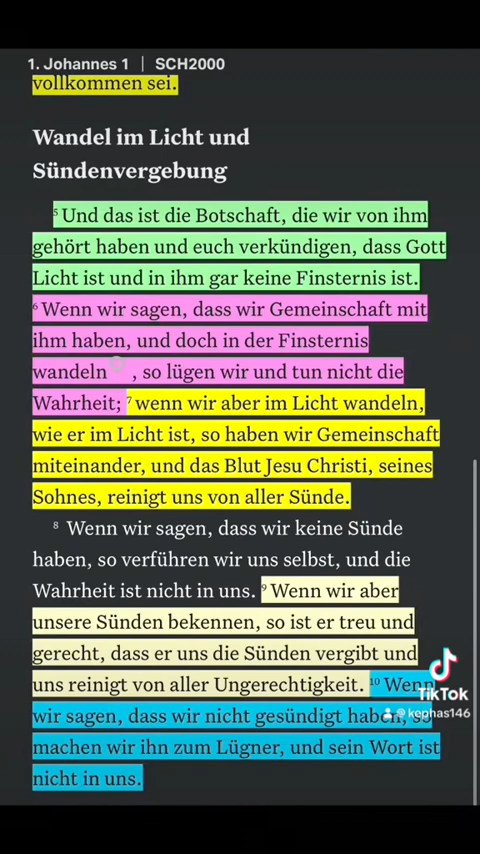 1. Johannes 1 | SCH2000
vollkommen sei.
Wandel im Licht und
Sündenvergebung
⁵ Und das ist die Botschaft, die wir von ihm
gehört haben und euch verkündigen, dass Gott
Licht ist und in ihm gar keine Finsternis ist.
⁶ Wenn wir sagen, dass wir Gemeinschaft mit
ihm haben, und doch in der Finsternis
wandeln , so lügen wir und tun nicht die
Wahrheit; ⁷ wenn wir aber im Licht wandeln,
wie er im Licht ist, so haben wir Gemeinschaft
miteinander, und das Blut Jesu Christi, seines
Sohnes, reinigt uns von aller Sünde.
⁸ Wenn wir sagen, dass wir keine Sünde
haben, so verführen wir uns selbst, und die
Wahrheit ist nicht in uns. ⁹ Wenn wir aber
unsere Sünden bekennen, so ist er treu und
gerecht, dass er uns die Sünden vergibt und
uns reinigt von aller Ungerechtigkeit. ¹⁰ Wenn
wir sagen, dass wir nicht gesündigt haben, so
machen wir ihn zum Lügner, und sein Wort ist
nicht in uns.
TikTok
@kephas146